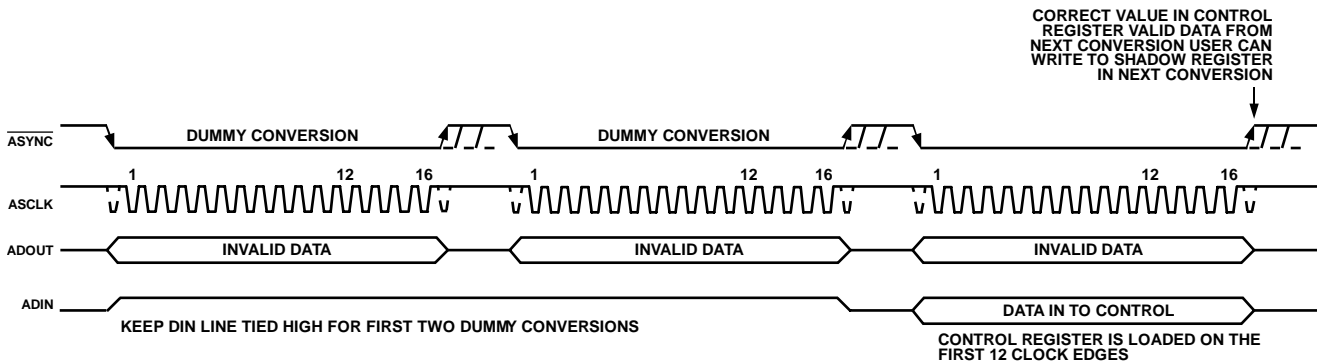 CORRECT VALUE IN CONTROL
REGISTER VALID DATA FROM
NEXT CONVERSION USER CAN
WRITE TO SHADOW REGISTER
IN NEXT CONVERSION
ASYNC
DUMMY CONVERSION
DUMMY CONVERSION
ASCLK
1 12 16
1 12 16
1 12 16
ADOUT
INVALID DATA
INVALID DATA
INVALID DATA
ADIN
DATA IN TO CONTROL
KEEP DIN LINE TIED HIGH FOR FIRST TWO DUMMY CONVERSIONS
CONTROL REGISTER IS LOADED ON THE
FIRST 12 CLOCK EDGES